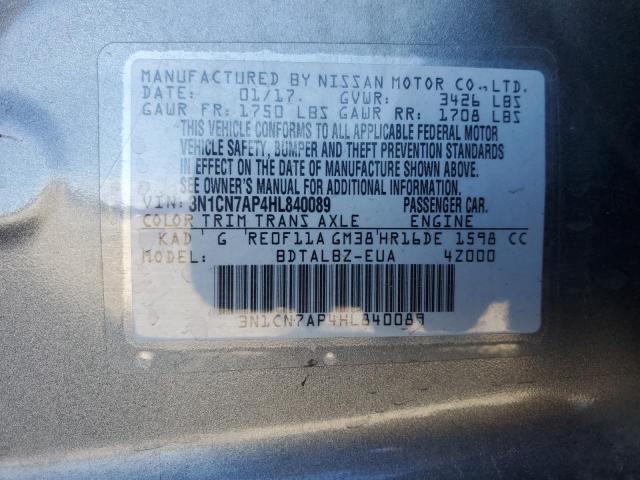 MANUFACTURED BY NISSAN MOTOR CO.,LTD.
DATE: 01/17. GVWR: 3426 LBS
GAWR FR: 1750 LBS GAWR RR: 1708 LBS
THIS VEHICLE CONFORMS TO ALL APPLICABLE FEDERAL MOTOR
VEHICLE SAFETY, BUMPER AND THEFT PREVENTION STANDARDS
IN EFFECT ON THE DATE OF MANUFACTURE SHOWN ABOVE.
SEE OWNER'S MANUAL FOR ADDITIONAL INFORMATION.
VIN: 3N1CN7AP4HL840089 PASSENGER CAR.
COLOR TRIM TRANS AXLE ENGINE
KAD G RE0F11A GM38 HR16DE 1598 CC
MODEL: BDTALBZ-EUA 4Z000
3N1CN7AP4HL840089